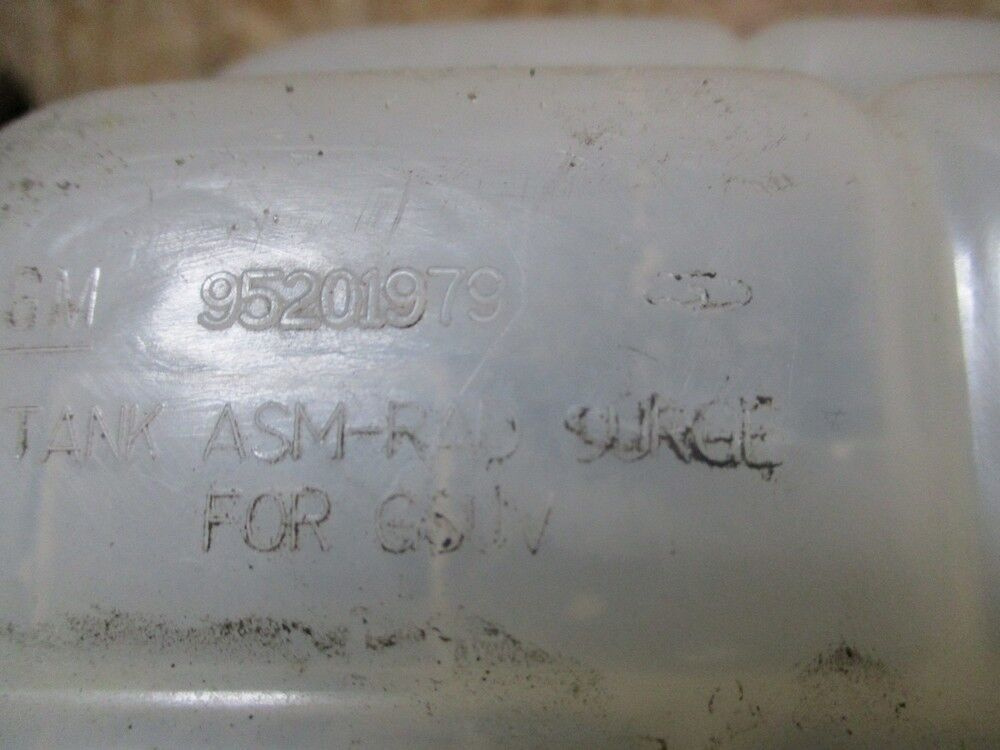 GM 95201979
TANK ASM-RAD SURGE
FOR GSUV